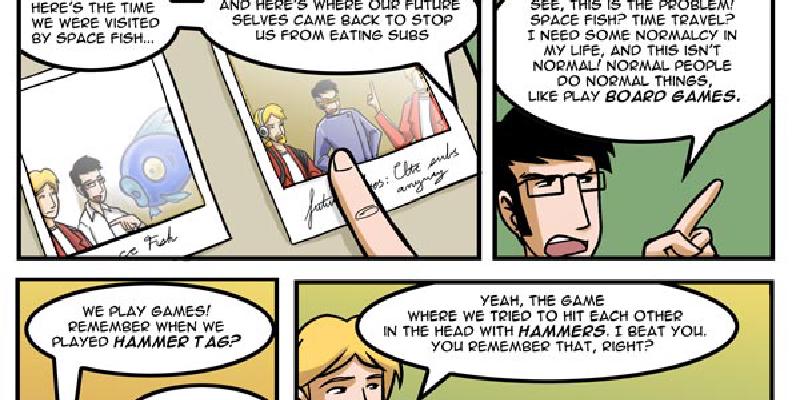 HERE'S THE TIME
WE WERE VISITED
BY SPACE FISH...
AND HERE'S WHERE OUR FUTURE
SELVES CAME BACK TO STOP
US FROM EATING SUBS
Fish
subs
anyway
SEE, THIS IS THE PROBLEM!
SPACE FISH? TIME TRAVEL?
I NEED SOME NORMALCY IN
MY LIFE, AND THIS ISN'T
NORMAL! NORMAL PEOPLE
DO NORMAL THINGS,
LIKE PLAY BOARD GAMES.
WE PLAY GAMES!
REMEMBER WHEN WE
PLAYED HAMMER TAG?
YEAH, THE GAME
WHERE WE TRIED TO HIT EACH OTHER
IN THE HEAD WITH HAMMERS. I BEAT YOU.
YOU REMEMBER THAT, RIGHT?